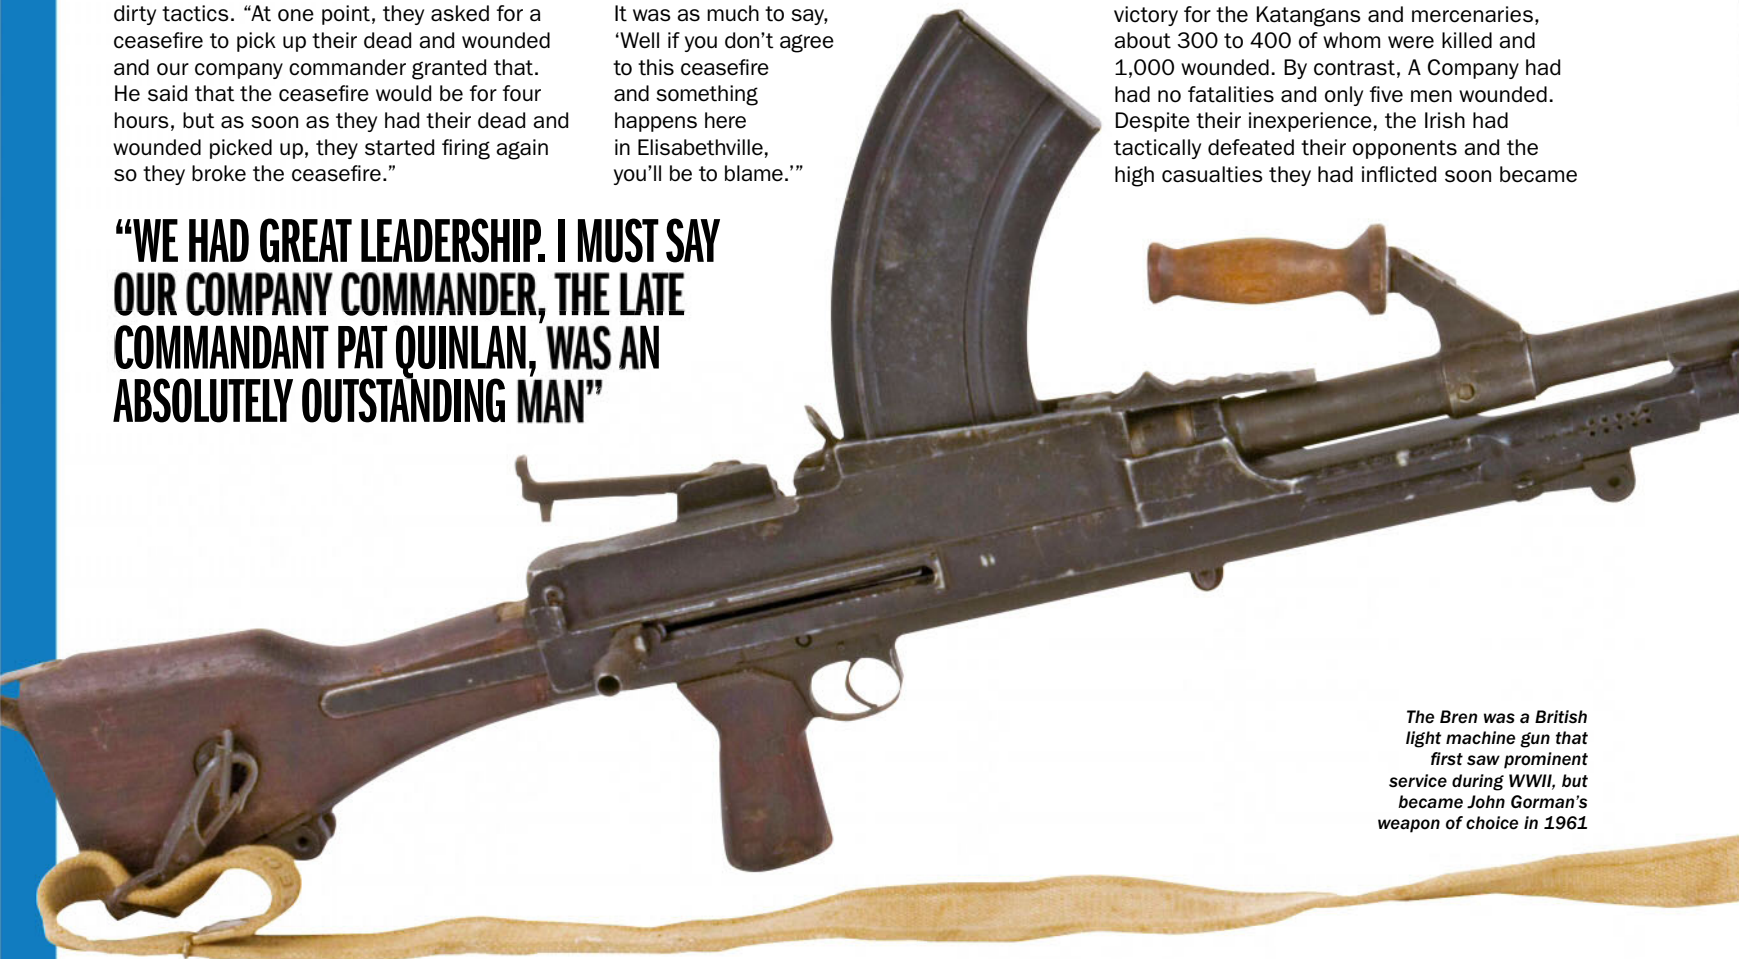 dirty tactics. “At one point, they asked for a
ceasefire to pick up their dead and wounded
and our company commander granted that.
He said that the ceasefire would be for four
hours, but as soon as they had their dead and
wounded picked up, they started firing again
so they broke the ceasefire.”
It was as much to say,
‘Well if you don’t agree
to this ceasefire
and something
happens here
in Elisabethville,
you’ll be to blame.’”
victory for the Katangans and mercenaries,
about 300 to 400 of whom were killed and
1,000 wounded. By contrast, A Company had
had no fatalities and only five men wounded.
Despite their inexperience, the Irish had
tactically defeated their opponents and the
high casualties they had inflicted soon became
“WE HAD GREAT LEADERSHIP. I MUST SAY
OUR COMPANY COMMANDER, THE LATE
COMMANDANT PAT QUINLAN, WAS AN
ABSOLUTELY OUTSTANDING MAN”
The Bren was a British
light machine gun that
first saw prominent
service during WWII, but
became John Gorman’s
weapon of choice in 1961